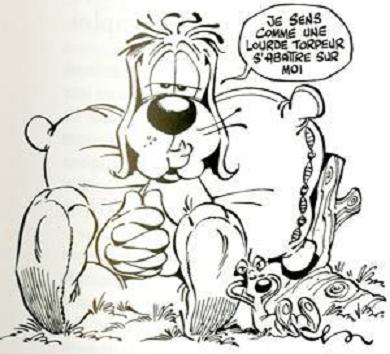 JE SENS
COMME UNE
LOURDE TORPEUR
S'ABATTRE SUR
MOI